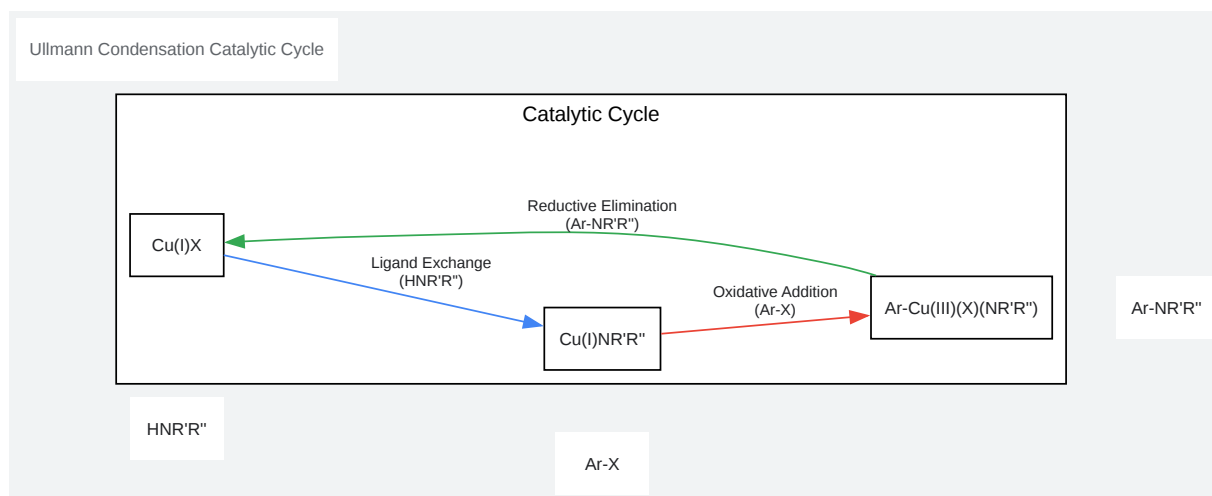 Ullmann Condensation Catalytic Cycle
Catalytic Cycle
Reductive Elimination
(Ar-NR'R'')
Cu(I)X
Ligand Exchange
(HNR'R'')
Oxidative Addition
(Ar-X)
Cu(I)NR'R''
Ar-Cu(III)(X)(NR'R'')
Ar-NR'R''
HNR'R''
Ar-X